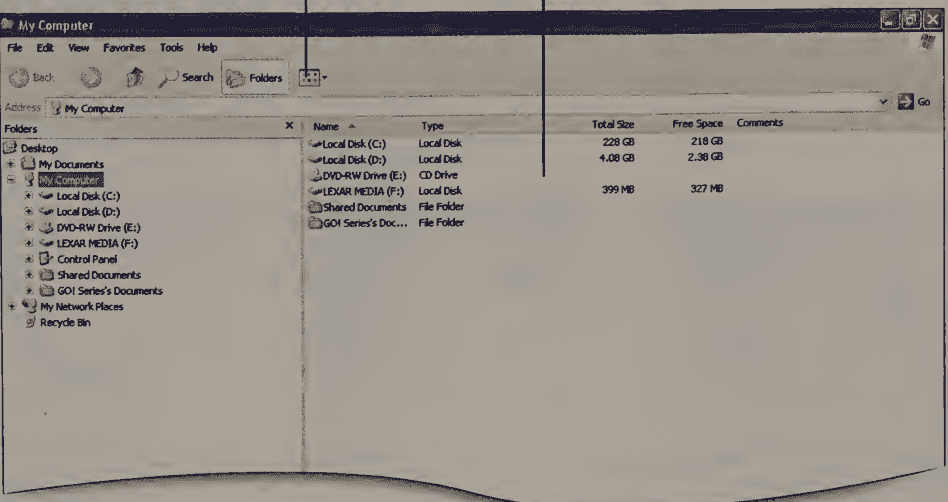 My Computer
File Edit View Favorites Tools Help
Back Search Folders
Address My Computer Go
Folders
Desktop
My Documents
My Computer
Local Disk (C:)
Local Disk (D:)
DVD-RW Drive (E:)
LEXAR MEDIA (F:)
Control Panel
Shared Documents
GO! Series's Documents
My Network Places
Recycle Bin
Name Type Total Size Free Space Comments
Local Disk (C:) Local Disk 228 GB 218 GB
Local Disk (D:) Local Disk 4.08 GB 2.38 GB
DVD-RW Drive (E:) CD Drive
LEXAR MEDIA (F:) Local Disk 399 MB 327 MB
Shared Documents File Folder
GO! Series's Doc... File Folder